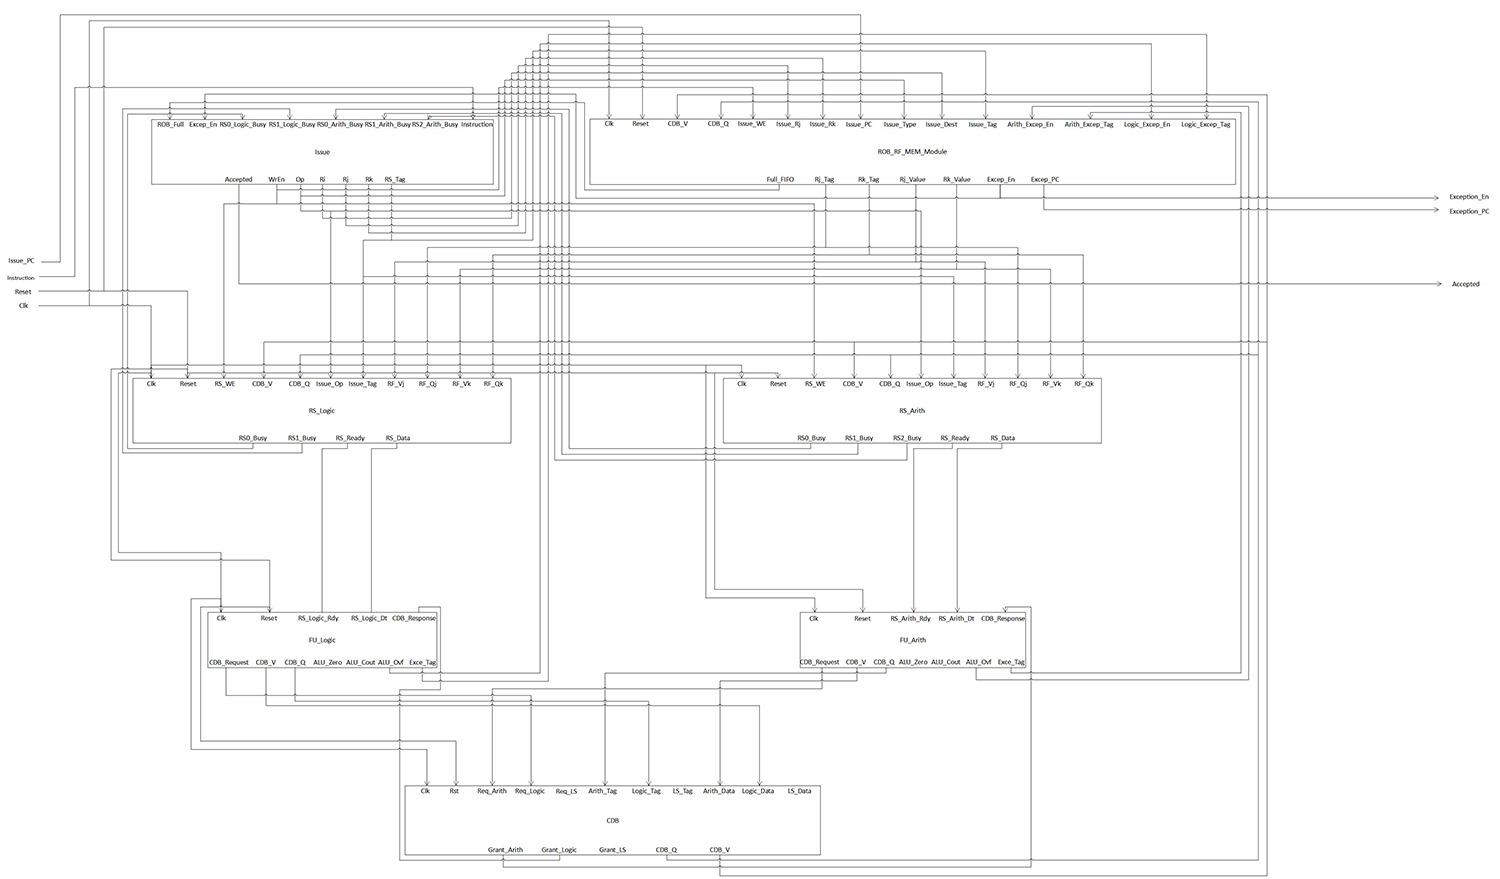 ROB_Full Excep_En RS0_Logic_Busy RS1_Logic_Busy RS0_Arith_Busy RS1_Arith_Busy RS2_Arith_Busy Instruction
Issue
Accepted WrEn Op Ri Rj Rk RS_Tag
Clk Reset CDB_V CDB_Q Issue_WE Issue_Rj Issue_Rk Issue_PC Issue_Type Issue_Dest Issue_Tag Arith_Excep_En Arith_Excep_Tag Logic_Excep_En Logic_Excep_Tag
ROB_RF_MEM_Module
Full_FIFO Rj_Tag Rk_Tag Rj_Value Rk_Value Excep_En Excep_PC
Exception_En
Exception_PC
Issue_PC
Instruction
Reset
Clk
Accepted
Clk Reset RS_WE CDB_V CDB_Q Issue_Op Issue_Tag RF_Vj RF_Qj RF_Vk RF_Qk
RS_Logic
RS0_Busy RS1_Busy RS_Ready RS_Data
Clk Reset RS_WE CDB_V CDB_Q Issue_Op Issue_Tag RF_Vj RF_Qj RF_Vk RF_Qk
RS_Arith
RS0_Busy RS1_Busy RS2_Busy RS_Ready RS_Data
Clk Reset RS_Logic_Rdy RS_Logic_Dt CDB_Response
FU_Logic
CDB_Request CDB_V CDB_Q ALU_Zero ALU_Cout ALU_Ovf Exce_Tag
Clk Reset RS_Arith_Rdy RS_Arith_Dt CDB_Response
FU_Arith
CDB_Request CDB_V CDB_Q ALU_Zero ALU_Cout ALU_Ovf Exce_Tag
Clk Rst Req_Arith Req_Logic Req_LS Arith_Tag Logic_Tag LS_Tag Arith_Data Logic_Data LS_Data
CDB
Grant_Arith Grant_Logic Grant_LS CDB_Q CDB_V